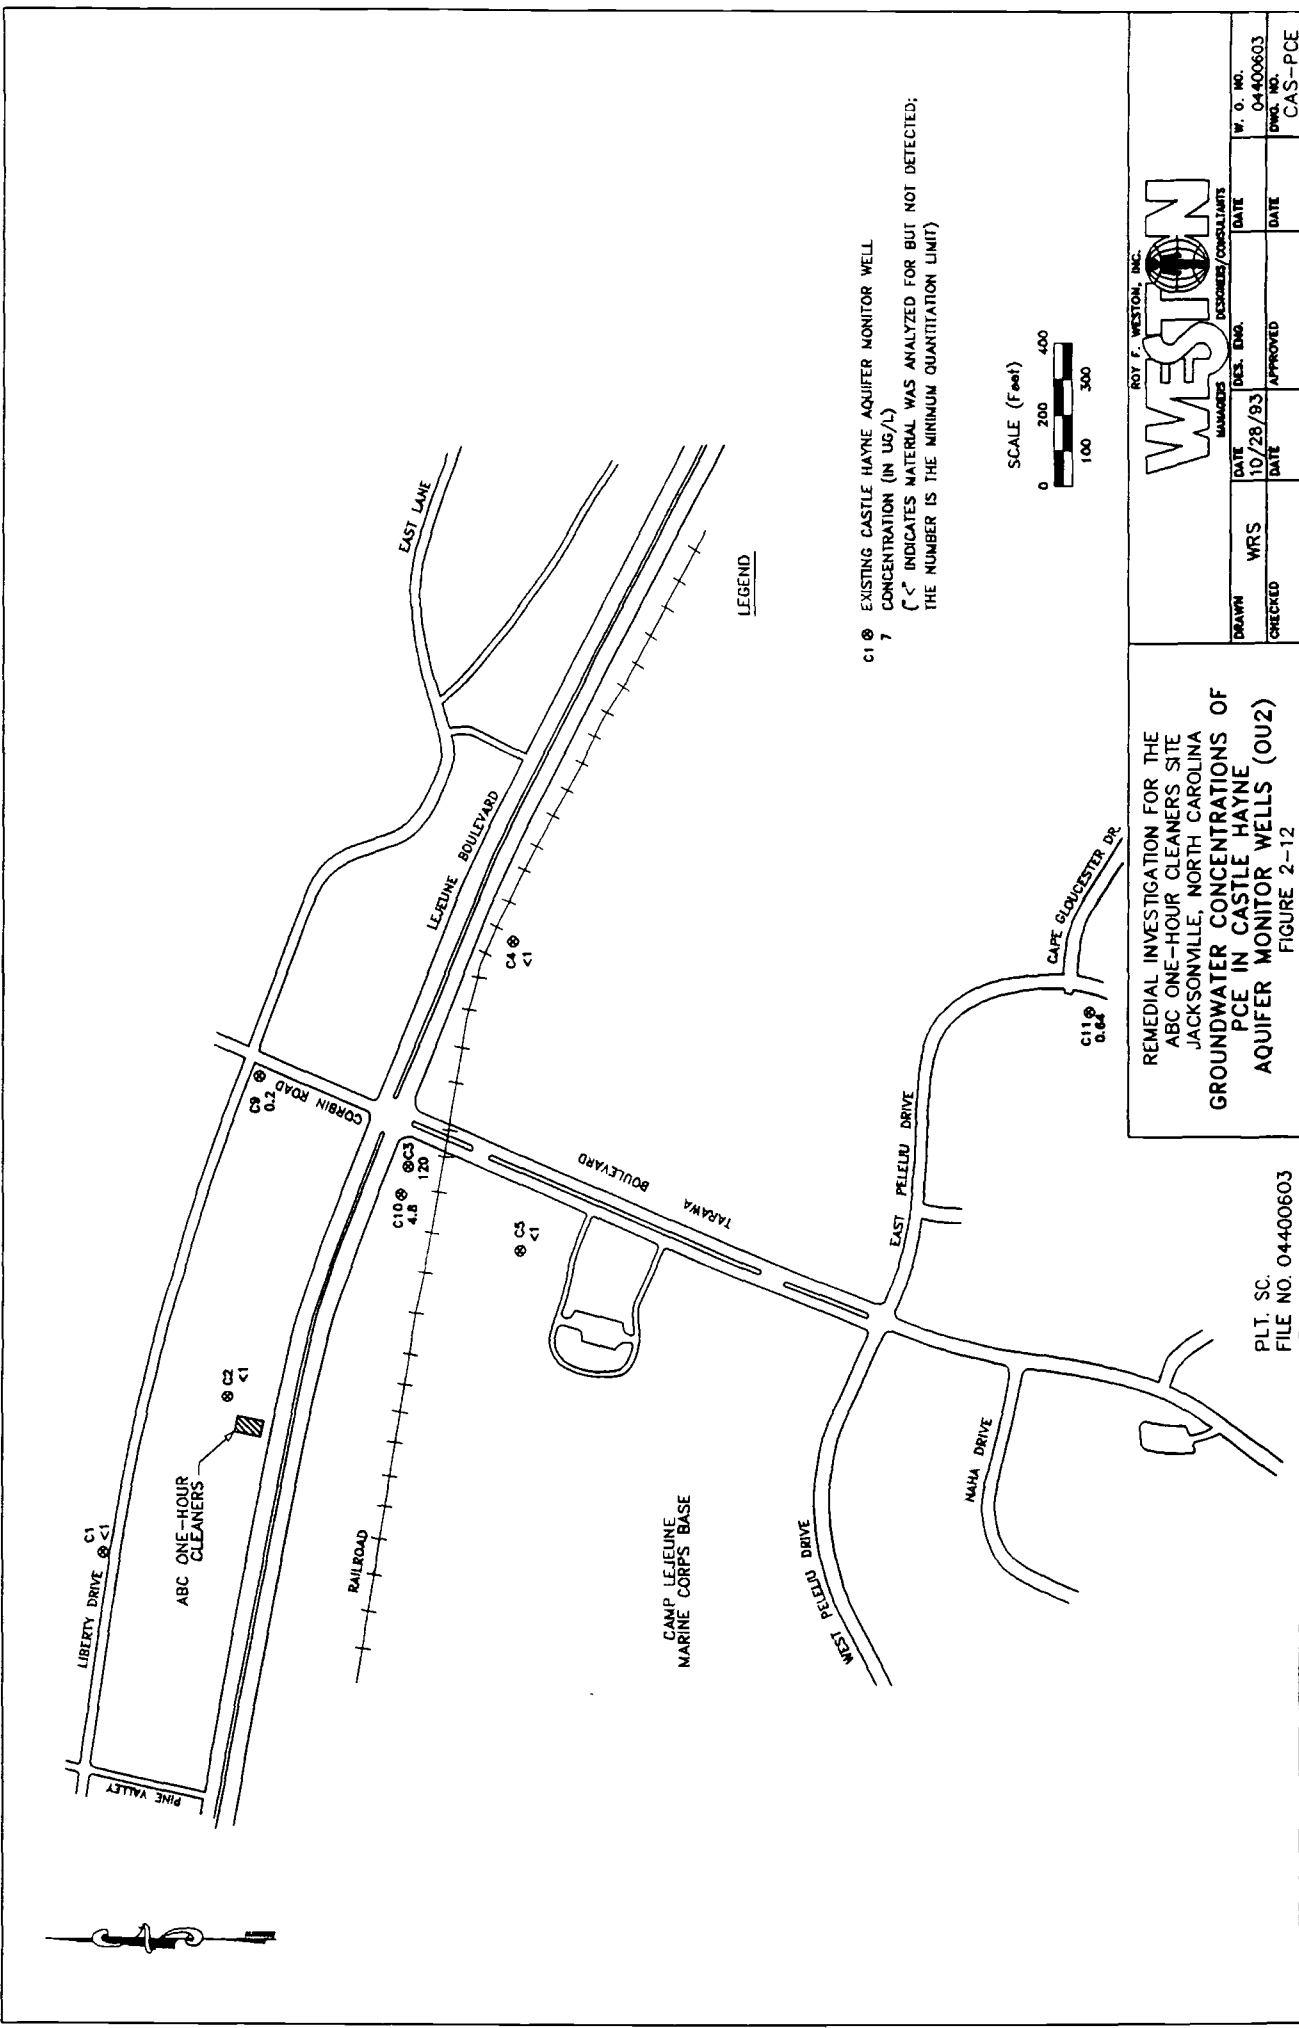 PINE VALLEY
LIBERTY DRIVE
C1
<1
ABC ONE-HOUR
CLEANERS
C2
<1
C9
0.2
CORBIN ROAD
EAST LANE
LEJEUNE BOULEVARD
RAILROAD
C10
4.8
C3
120
C4
<1
C5
<1
TARAWA BOULEVARD
CAMP LEJEUNE
MARINE CORPS BASE
WEST PELELIU DRIVE
EAST PELELIU DRIVE
NAHA DRIVE
CAPE GLOUCESTER DR.
C11
0.64
LEGEND
C1 EXISTING CASTLE HAYNE AQUIFER MONITOR WELL
7 CONCENTRATION (IN UG/L)
("<" INDICATES MATERIAL WAS ANALYZED FOR BUT NOT DETECTED;
THE NUMBER IS THE MINIMUM QUANTITATION LIMIT)
SCALE (Feet)
0 200 400
100 300
PLT. SC.
FILE NO. 04400603
REMEDIAL INVESTIGATION FOR THE
ABC ONE-HOUR CLEANERS SITE
JACKSONVILLE, NORTH CAROLINA
GROUNDWATER CONCENTRATIONS OF
PCE IN CASTLE HAYNE
AQUIFER MONITOR WELLS (OU2)
FIGURE 2-12
ROY F. WESTON, INC.
WESTON
MANAGERS DESIGNERS/CONSULTANTS
DRAWN WRS DATE 10/28/93 DES. ENG. DATE W. O. NO. 04400603
CHECKED DATE APPROVED DATE DWG. NO. CAS-PCE